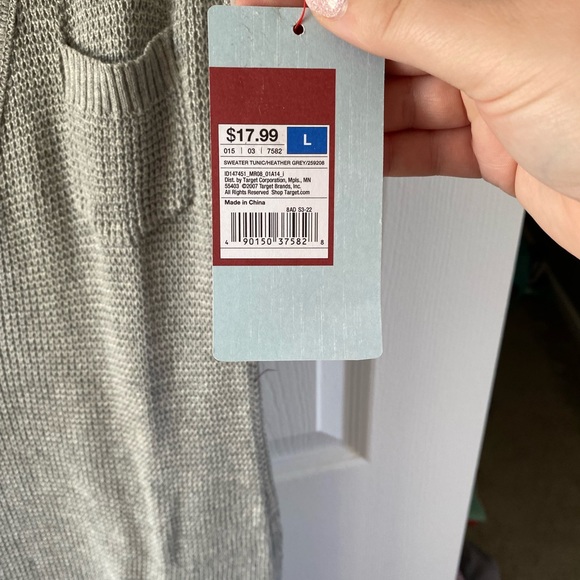 $17.99 L
015 03 7582
SWEATER TUNIC/HEATHER GREY/259208
ID147451_MR08_01A14_i
Dist. by Target Corporation, Mpls., MN
55403 ©2007 Target Brands, Inc.
All Rights Reserved Shop Target.com
Made in China
8AD S3-22
4 90150 37582 8